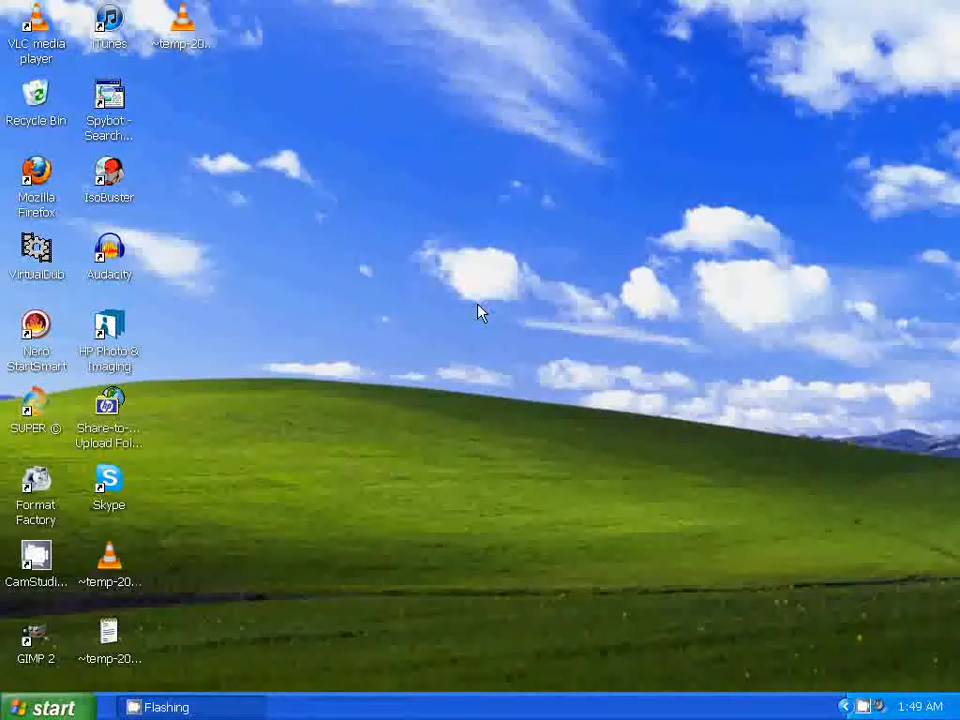 VLC media
player
iTunes
~temp-20...
Recycle Bin
Spybot -
Search...
Mozilla
Firefox
IsoBuster
VirtualDub
Audacity
Nero
StartSmart
HP Photo &
Imaging
SUPER ©
Share-to-...
Upload Fol...
Format
Factory
Skype
CamStudi...
~temp-20...
GIMP 2
~temp-20...
start
Flashing
1:49 AM